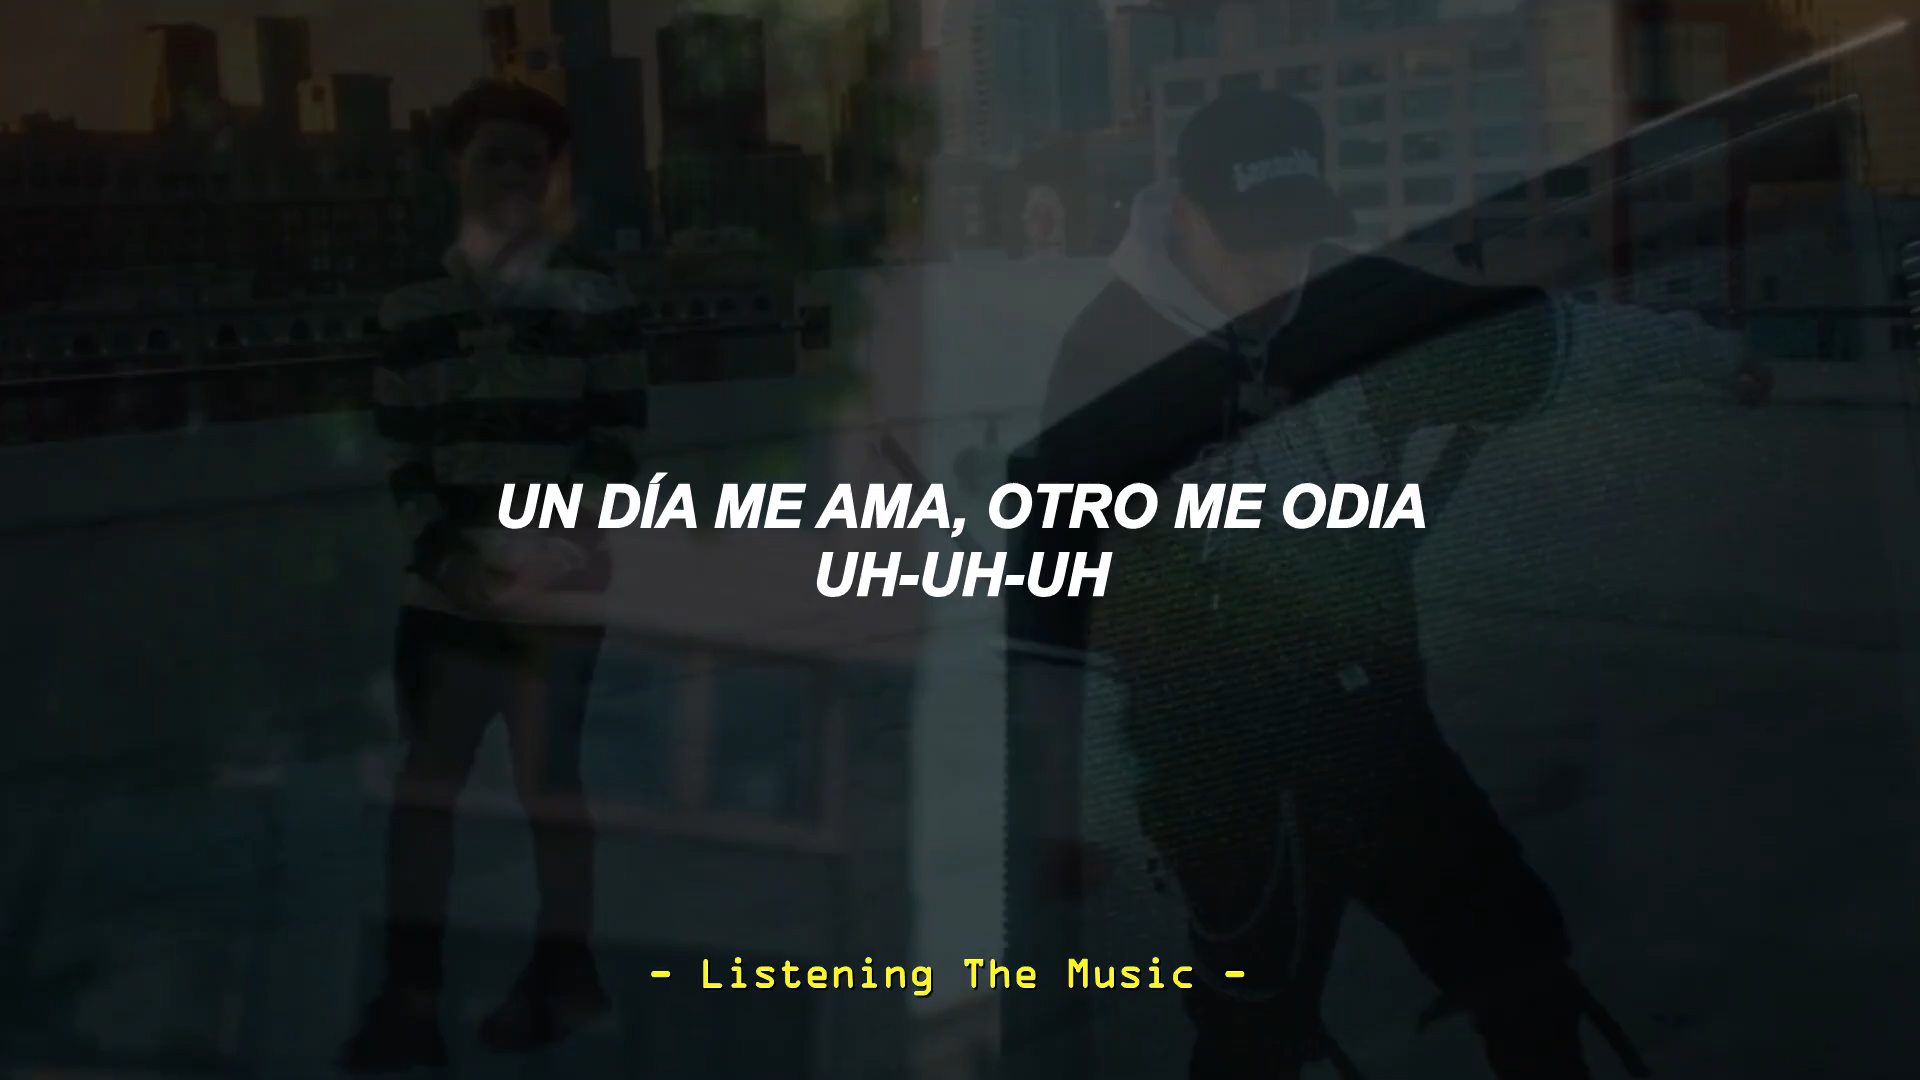 UN DÍA ME AMA, OTRO ME ODIA
UH-UH-UH
- Listening The Music -